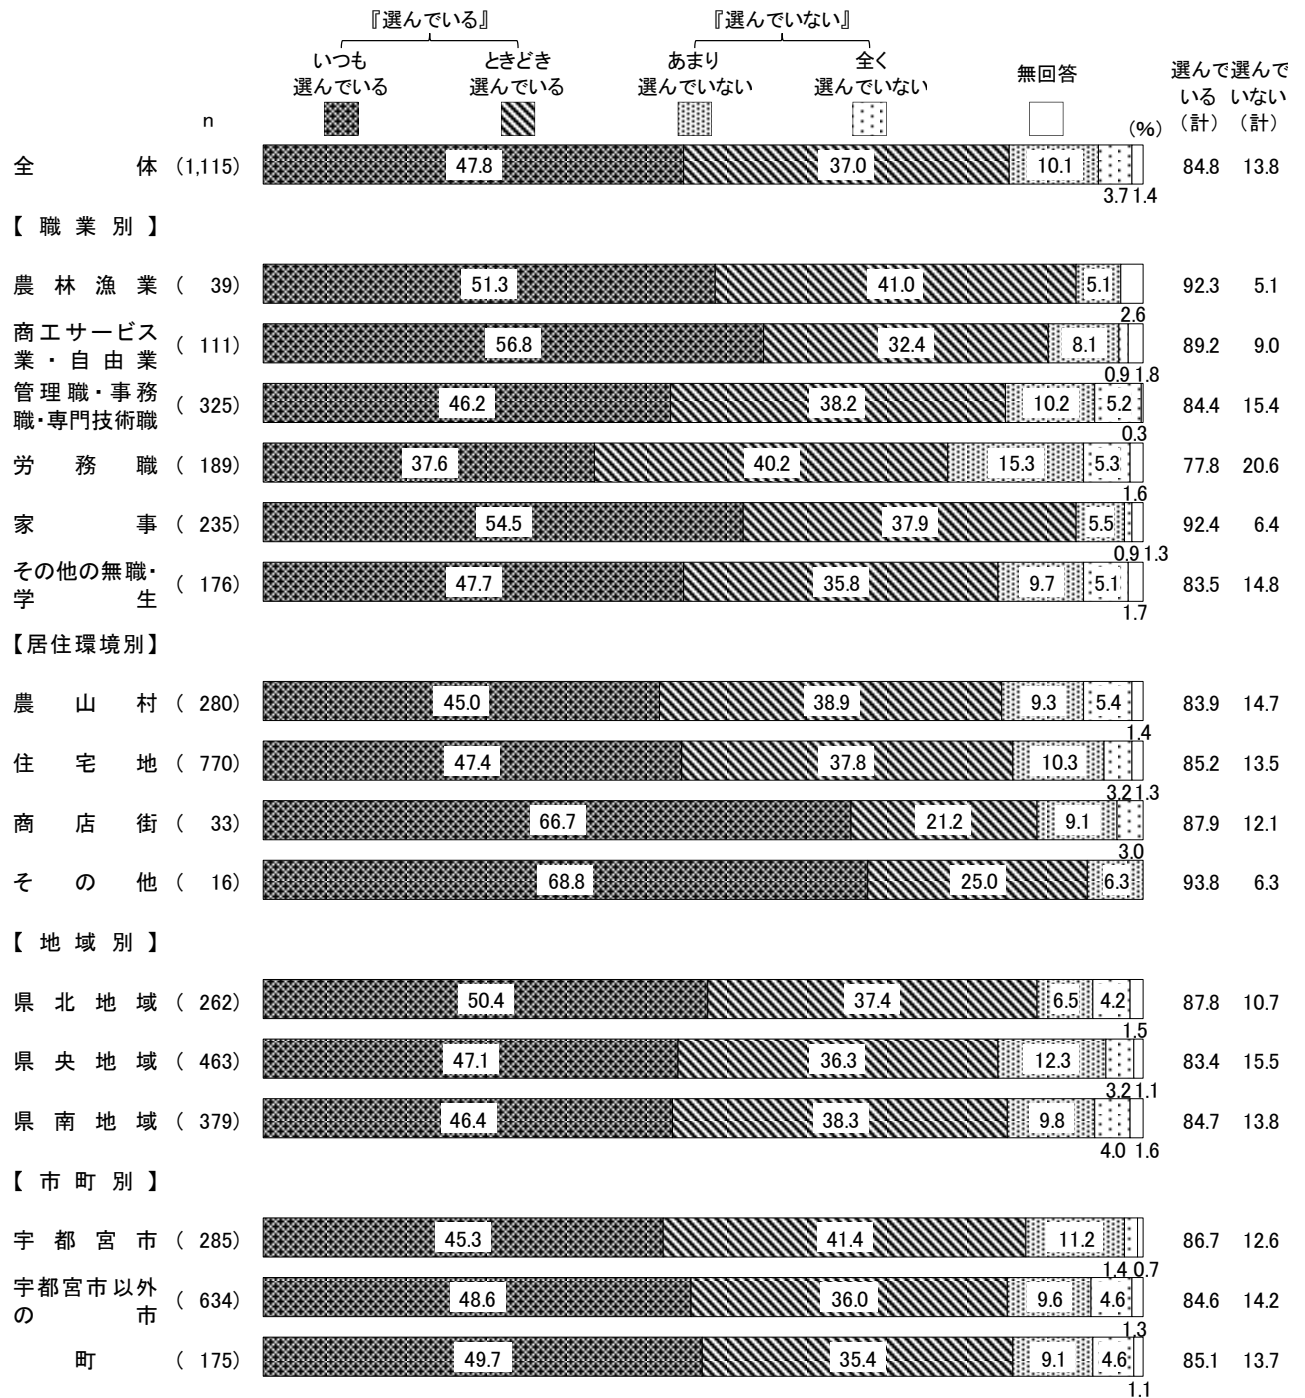 『選んでいる』 『選んでいない』
いつも ときどき あまり 全く
選んでいる 選んでいる 選んでいない 選んでいない 無回答
選んで 選んで
いる いない
n (%) (計) (計)
全体 (1,115) 47.8 37.0 10.1 84.8 13.8
3.7 1.4
【職業別】
農林漁業 ( 39) 51.3 41.0 5.1 92.3 5.1
2.6
商工サービス
業・自由業 ( 111) 56.8 32.4 8.1 89.2 9.0
0.9 1.8
管理職・事務
職・専門技術職 ( 325) 46.2 38.2 10.2 5.2 84.4 15.4
0.3
労務職 ( 189) 37.6 40.2 15.3 5.3 77.8 20.6
1.6
家事 ( 235) 54.5 37.9 5.5 92.4 6.4
0.9 1.3
その他の無職・
学生 ( 176) 47.7 35.8 9.7 5.1 83.5 14.8
1.7
【居住環境別】
農山村 ( 280) 45.0 38.9 9.3 5.4 83.9 14.7
1.4
住宅地 ( 770) 47.4 37.8 10.3 85.2 13.5
3.2 1.3
商店街 ( 33) 66.7 21.2 9.1 87.9 12.1
3.0
その他 ( 16) 68.8 25.0 6.3 93.8 6.3
【地域別】
県北地域 ( 262) 50.4 37.4 6.5 4.2 87.8 10.7
1.5
県央地域 ( 463) 47.1 36.3 12.3 83.4 15.5
3.2 1.1
県南地域 ( 379) 46.4 38.3 9.8 84.7 13.8
4.0 1.6
【市町別】
宇都宮市 ( 285) 45.3 41.4 11.2 86.7 12.6
1.4 0.7
宇都宮市以外
の市 ( 634) 48.6 36.0 9.6 4.6 84.6 14.2
1.3
町 ( 175) 49.7 35.4 9.1 4.6 85.1 13.7
1.1